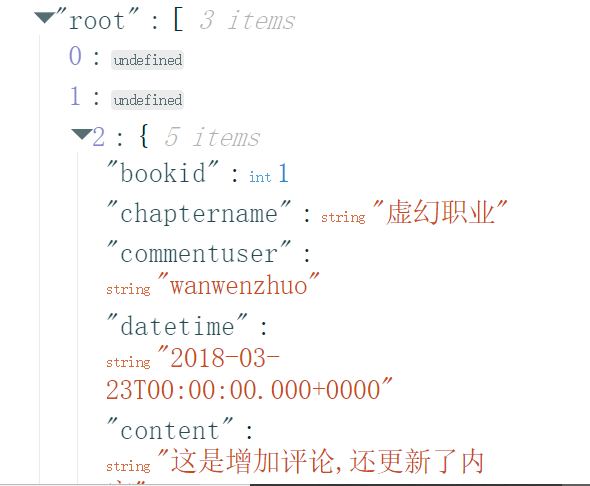 "root" : [ 3 items
0 : undefined
1 : undefined
2 : { 5 items
"bookid" : int 1
"chaptername" : string "虚幻职业"
"commentuser" :
string "wanwenzhuo"
"datetime" :
string "2018-03-
23T00:00:00.000+0000"
"content" :
string "这是增加评论,还更新了内